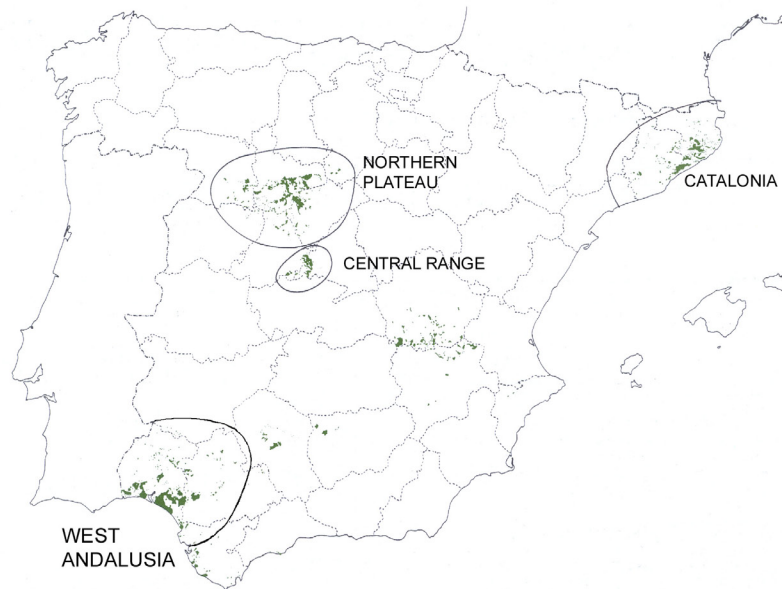 NORTHERN
PLATEAU
CATALONIA
CENTRAL RANGE
WEST
ANDALUSIA